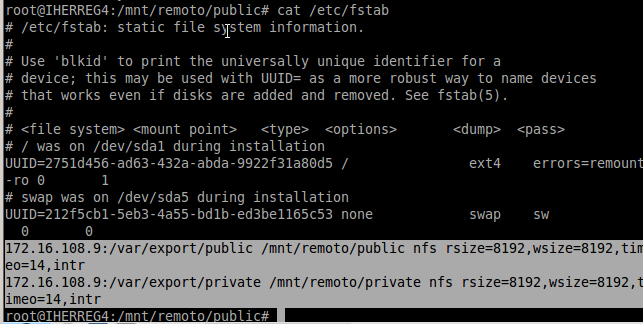 root@IHERREG4:/mnt/remoto/public# cat /etc/fstab
# /etc/fstab: static file system information.
#
# Use 'blkid' to print the universally unique identifier for a
# device; this may be used with UUID= as a more robust way to name devices
# that works even if disks are added and removed. See fstab(5).
#
# <file system> <mount point>   <type>  <options>       <dump>  <pass>
# / was on /dev/sda1 during installation
UUID=2751d456-ad63-432a-abda-9922f31a80d5 /               ext4    errors=remount
-ro 0       1
# swap was on /dev/sda5 during installation
UUID=212f5cb1-5eb3-4a55-bd1b-ed3be1165c53 none            swap    sw
  0       0
172.16.108.9:/var/export/public /mnt/remoto/public nfs rsize=8192,wsize=8192,tim
eo=14,intr
172.16.108.9:/var/export/private /mnt/remoto/private nfs rsize=8192,wsize=8192,t
imeo=14,intr
root@IHERREG4:/mnt/remoto/public#